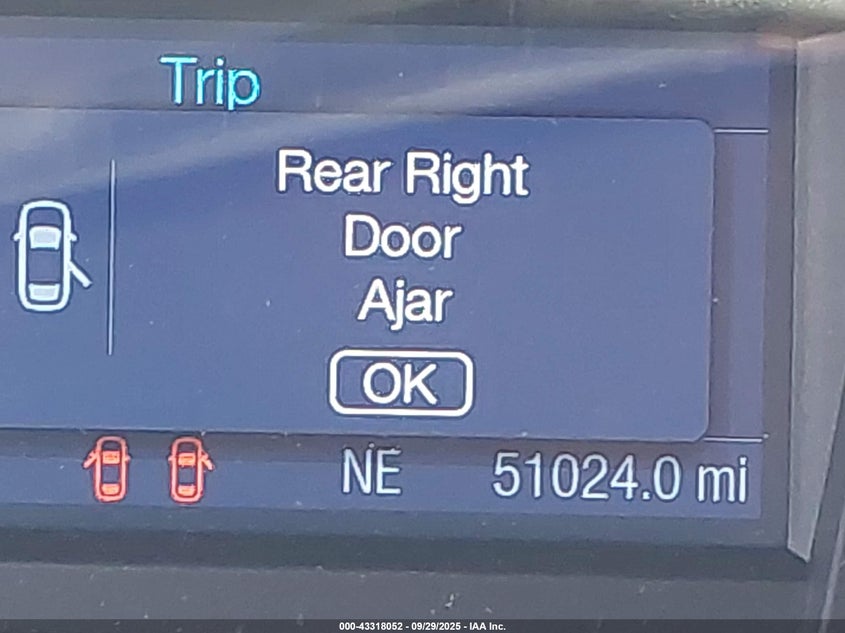 Trip
Rear Right
Door
Ajar
OK
NE 51024.0 mi
000-43318052 - 09/29/2025 - IAA Inc.